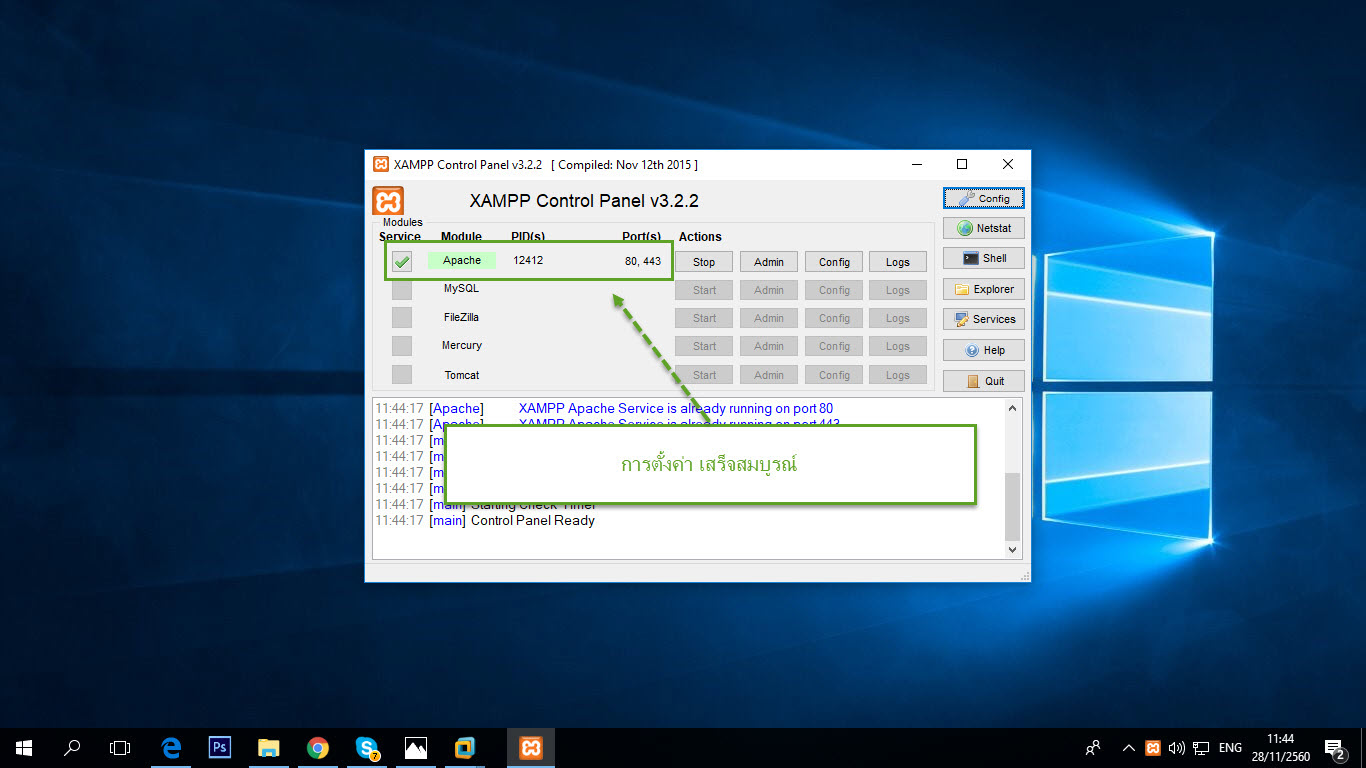 XAMPP Control Panel v3.2.2 [ Compiled: Nov 12th 2015 ]
XAMPP Control Panel v3.2.2
Config
Modules
Service Module PID(s) Port(s) Actions
Netstat
Apache 12412 80, 443 Stop Admin Config Logs
Shell
MySQL Start Admin Config Logs
Explorer
FileZilla Start Admin Config Logs
Services
Mercury Start Admin Config Logs
Help
Tomcat Start Admin Config Logs
Quit
11:44:17 [Apache] XAMPP Apache Service is already running on port 80
11:44:17 [Apache] XAMPP Apache Service is already running on port 443
11:44:17 [m
11:44:17 [m
11:44:17 [m
11:44:17 [m
การตั้งค่า เสร็จสมบูรณ์
11:44:17 [main] Starting Check-Timer
11:44:17 [main] Control Panel Ready
Ps
7
ENG
11:44
28/11/2560
2